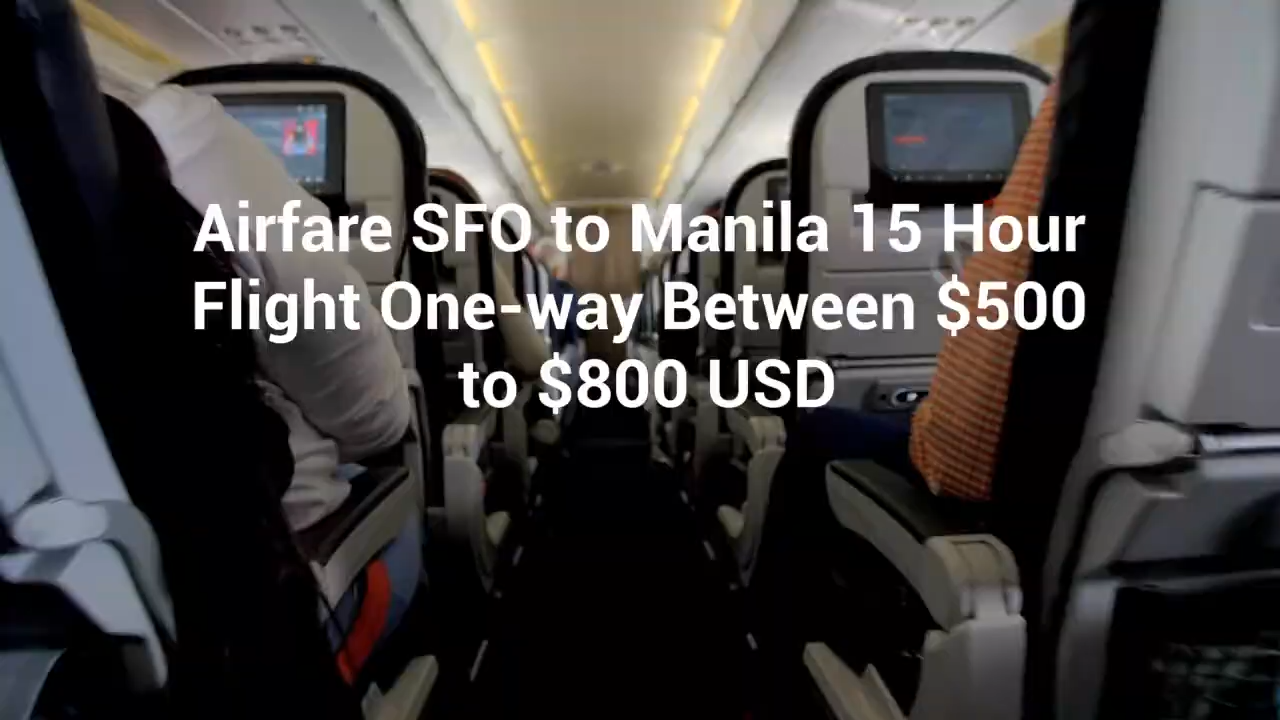 Airfare SFO to Manila 15 Hour
Flight One-way Between $500
to $800 USD